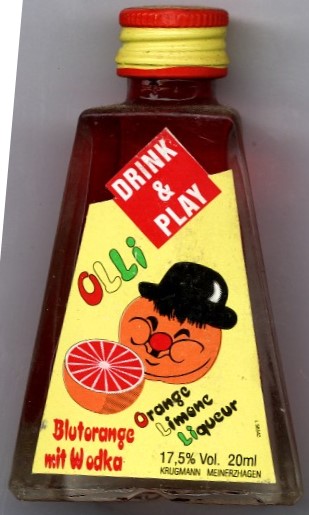 DRINK
&
PLAY
OLLi
Orange
Limone
Liqueur
Blutorange
mit Wodka
17,5% Vol. 20ml
KRUGMANN MEINERZHAGEN